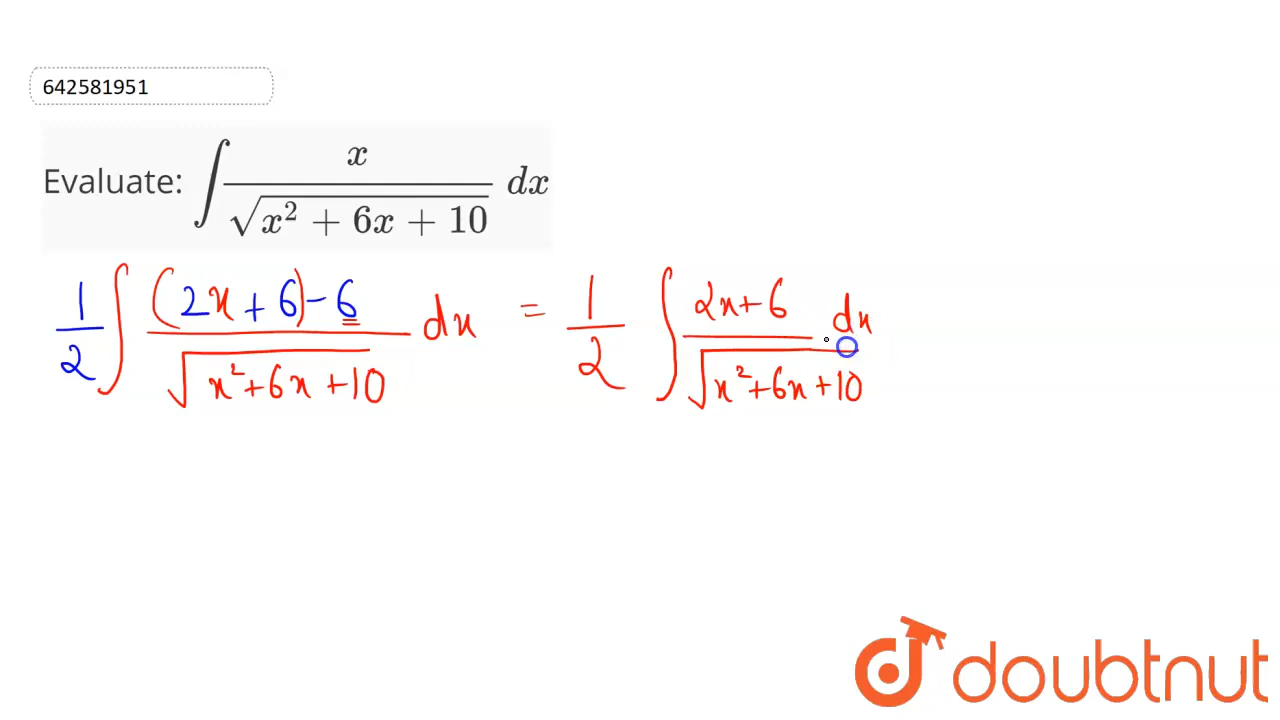 642581951
Evaluate: ∫ x / √(x² + 6x + 10) dx
1/2 ∫ ((2x + 6) - 6) / √(x² + 6x + 10) dx = 1/2 ∫ (2x + 6) / √(x² + 6x + 10) dx
doubtnut